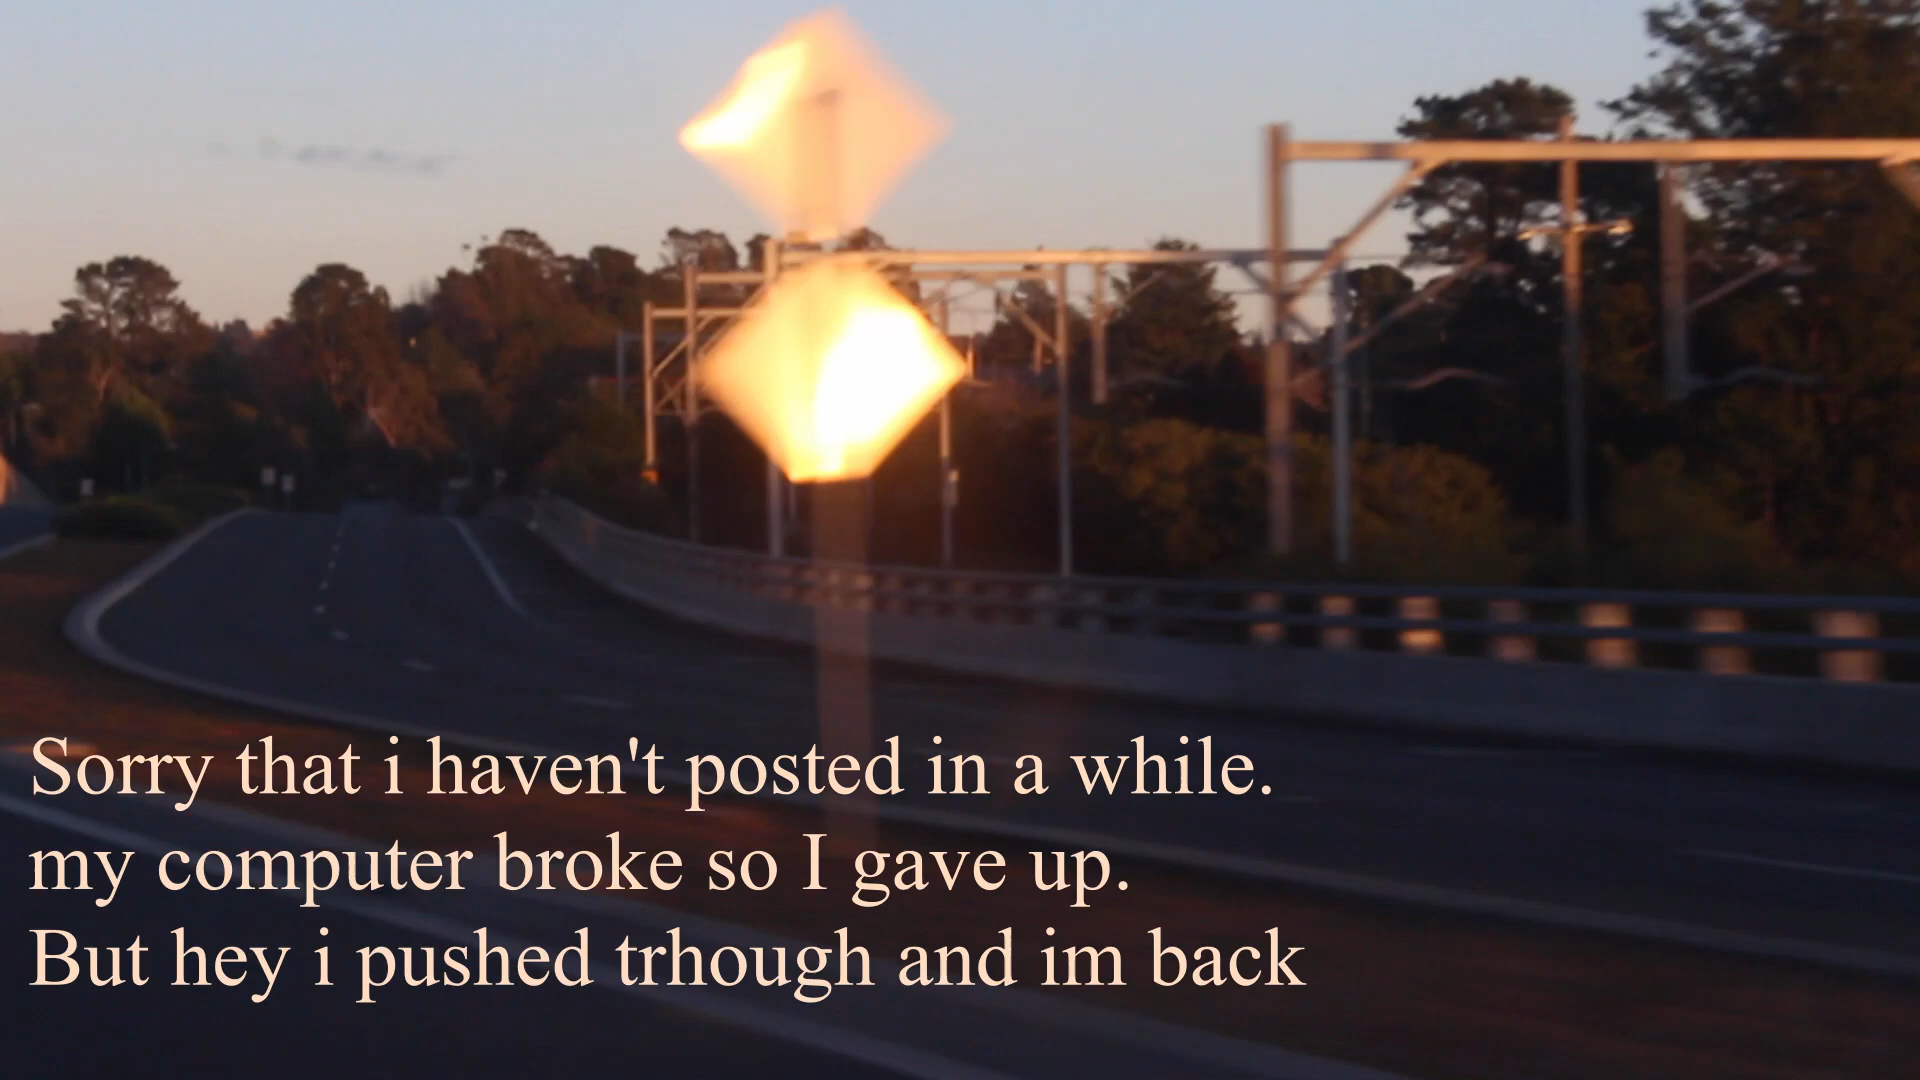 Sorry that i haven't posted in a while.
my computer broke so I gave up.
But hey i pushed trhough and im back